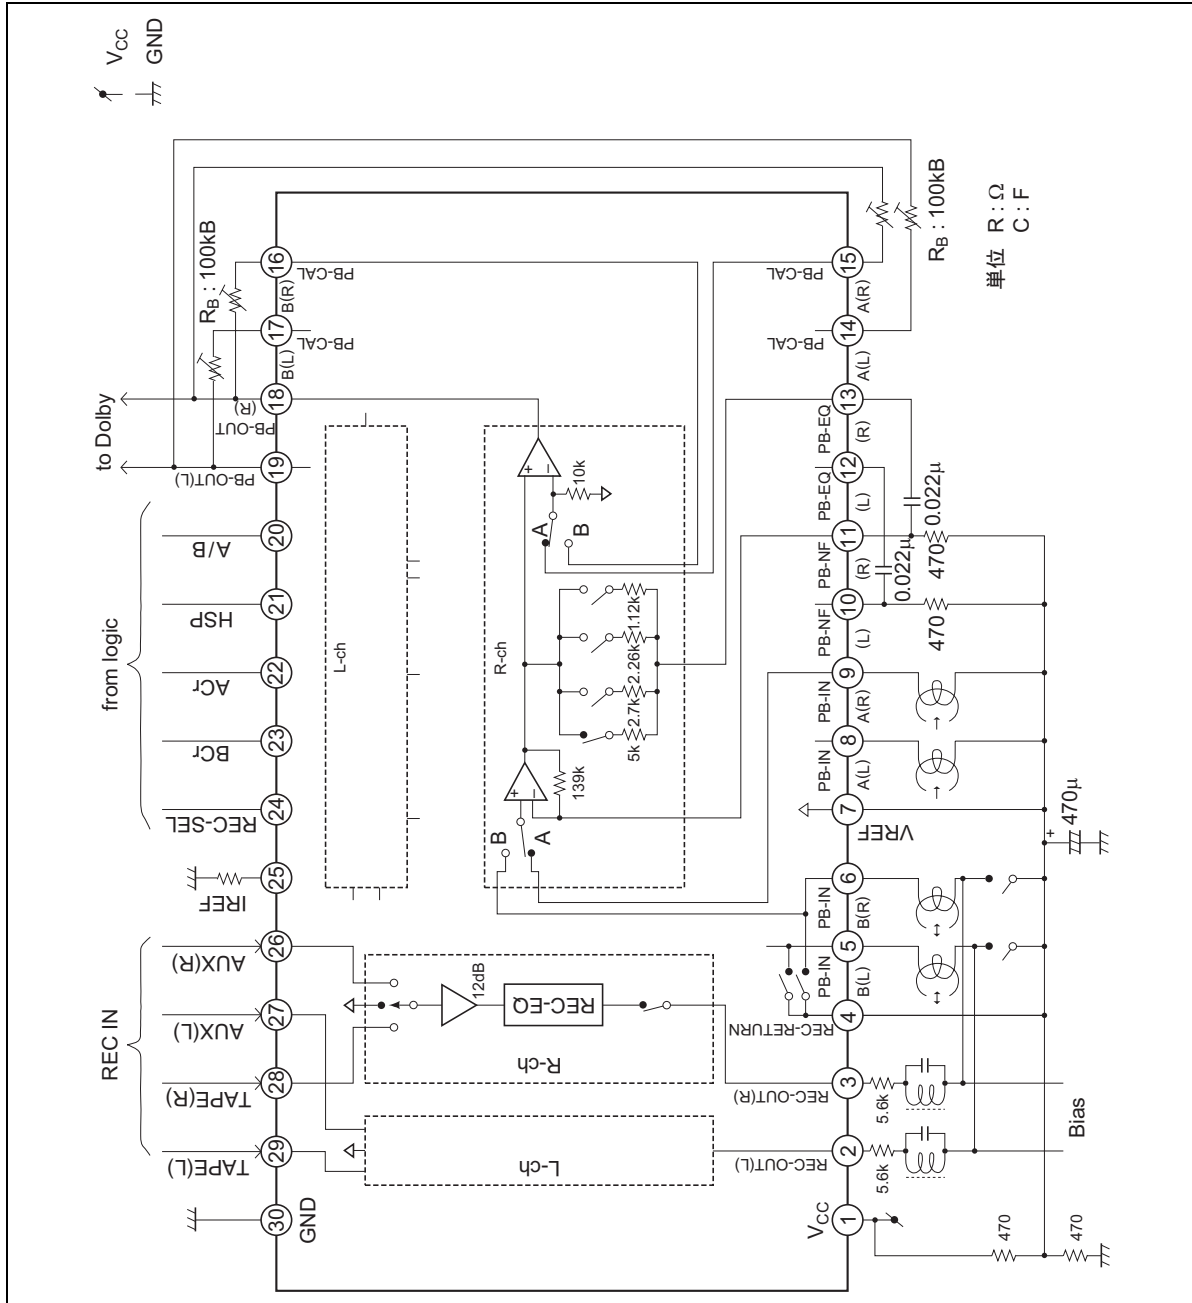 V_CC
GND
to Dolby
from logic
REC IN
R_B : 100kB
16
PB-CAL
B(R)
17
PB-CAL
B(L)
18
PB-OUT
(R)
19
PB-OUT(L)
20
A/B
21
HSP
22
ACr
23
BCr
24
REC-SEL
25
IREF
26
AUX(R)
27
AUX(L)
28
TAPE(R)
29
TAPE(L)
30
GND
L-ch
R-ch
+
−
10k
A
B
1.12k
2.26k
2.7k
5k
+
−
139k
B
A
12dB
REC-EQ
R-ch
L-ch
15
PB-CAL
A(R)
14
PB-CAL
A(L)
13
PB-EQ
(R)
12
PB-EQ
(L)
11
PB-NF
(R)
10
PB-NF
(L)
9
PB-IN
A(R)
8
PB-IN
A(L)
7
VREF
6
PB-IN
B(R)
5
PB-IN
B(L)
4
REC-RETURN
3
REC-OUT(R)
2
REC-OUT(L)
1
V_CC
R_B : 100kB
0.022μ
0.022μ
470
470
+
470μ
5.6k
5.6k
Bias
470
470
単位 R : Ω
C : F